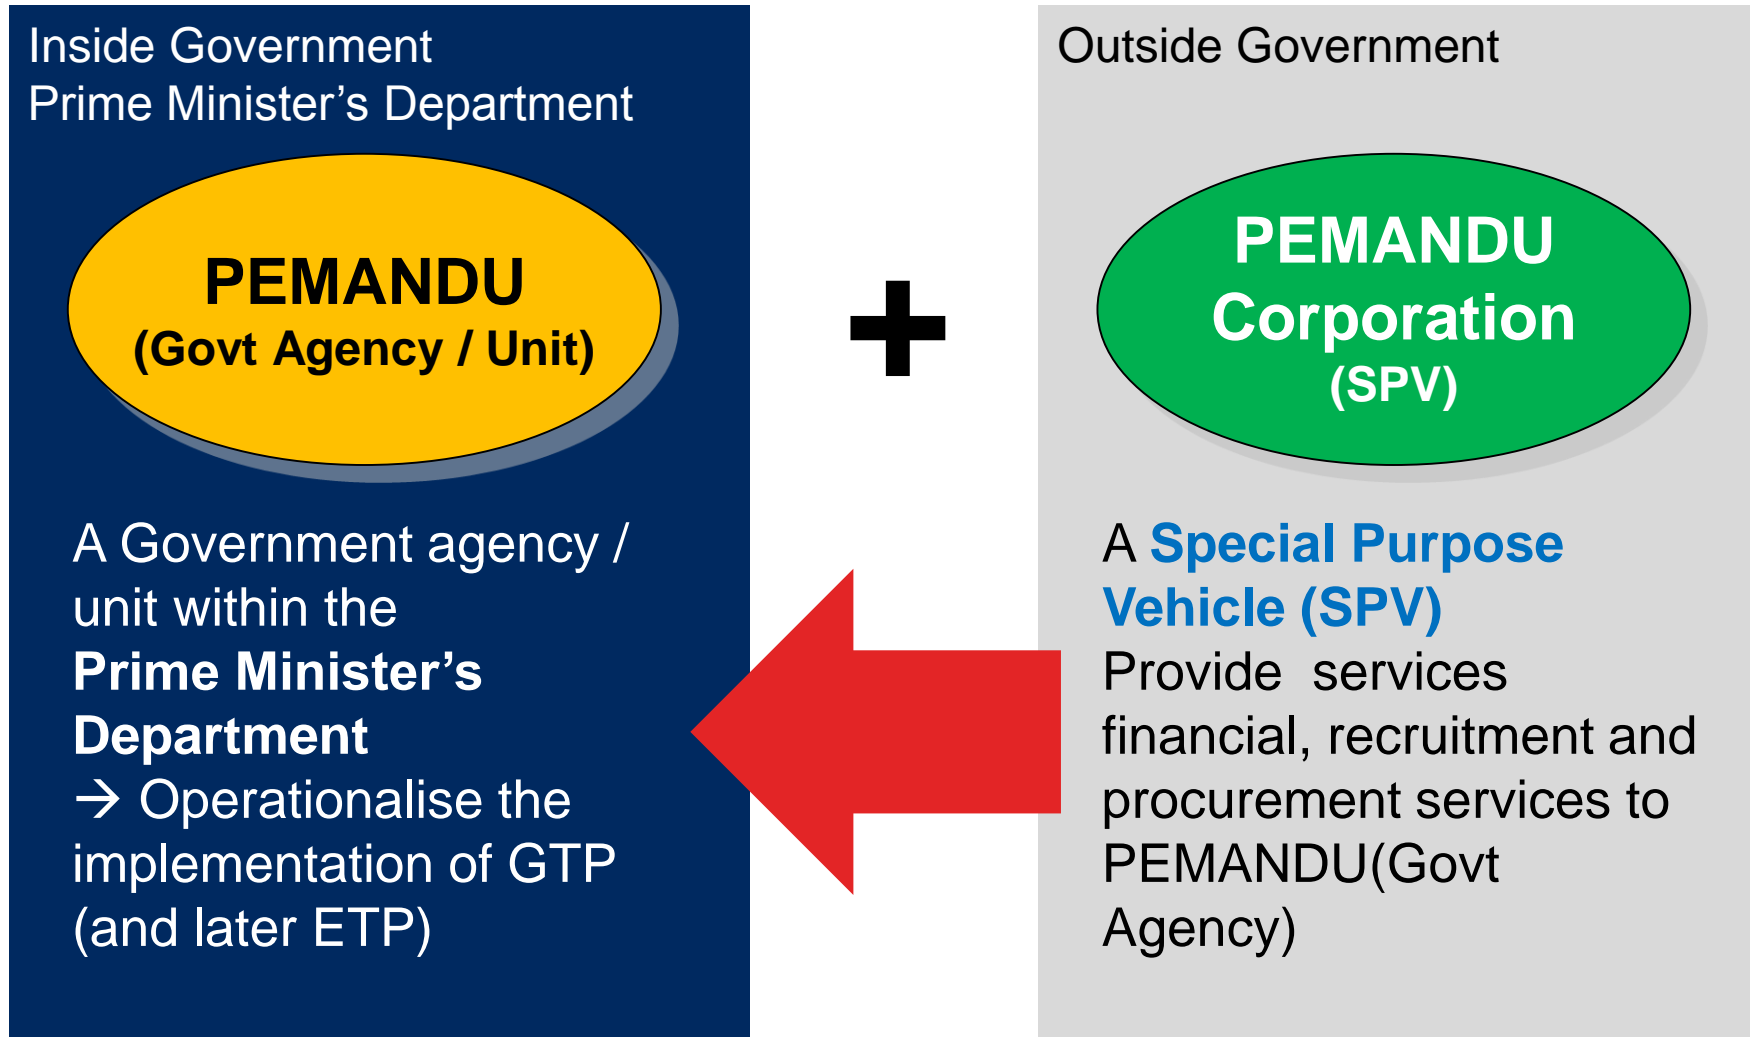 Inside Government
Prime Minister’s Department
PEMANDU
(Govt Agency / Unit)
A Government agency /
unit within the
Prime Minister’s
Department
→ Operationalise the
implementation of GTP
(and later ETP)
+
Outside Government
PEMANDU
Corporation
(SPV)
A Special Purpose
Vehicle (SPV)
Provide  services
financial, recruitment and
procurement services to
PEMANDU(Govt
Agency)